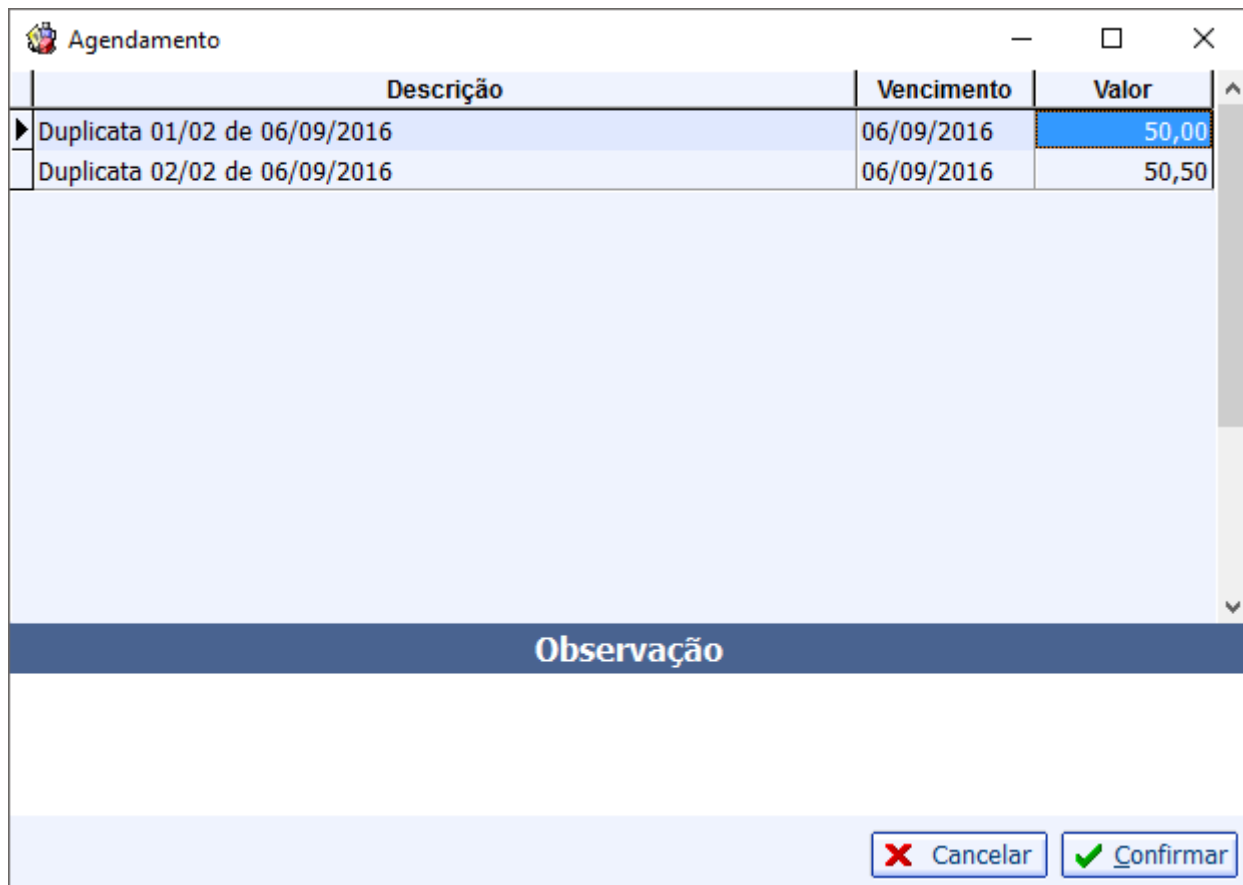 Agendamento
Descrição Vencimento Valor
Duplicata 01/02 de 06/09/2016 06/09/2016 50,00
Duplicata 02/02 de 06/09/2016 06/09/2016 50,50
Observação
Cancelar Confirmar